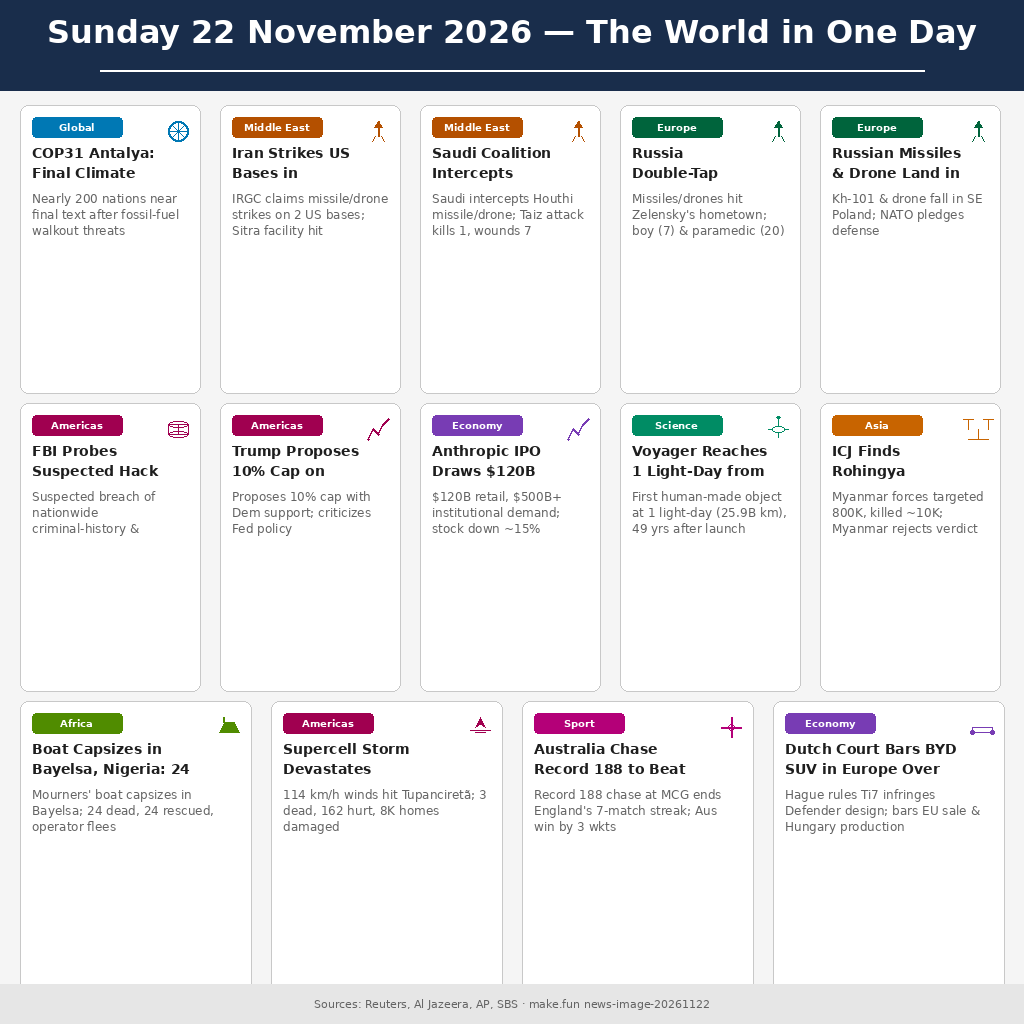 Sunday 22 November 2026 — The World in One Day
Global
COP31 Antalya:
Final Climate
Nearly 200 nations near
final text after fossil-fuel
walkout threats
Middle East
Iran Strikes US
Bases in
IRGC claims missile/drone
strikes on 2 US bases;
Sitra facility hit
Middle East
Saudi Coalition
Intercepts
Saudi intercepts Houthi
missile/drone; Taiz attack
kills 1, wounds 7
Europe
Russia
Double-Tap
Missiles/drones hit
Zelensky's hometown;
boy (7) & paramedic (20)
Europe
Russian Missiles
& Drone Land in
Kh-101 & drone fall in SE
Poland; NATO pledges
defense
Americas
FBI Probes
Suspected Hack
Suspected breach of
nationwide
criminal-history &
Americas
Trump Proposes
10% Cap on
Proposes 10% cap with
Dem support; criticizes
Fed policy
Economy
Anthropic IPO
Draws $120B
$120B retail, $500B+
institutional demand;
stock down ~15%
Science
Voyager Reaches
1 Light-Day from
First human-made object
at 1 light-day (25.9B km),
49 yrs after launch
Asia
ICJ Finds
Rohingya
Myanmar forces targeted
800K, killed ~10K;
Myanmar rejects verdict
Africa
Boat Capsizes in
Bayelsa, Nigeria: 24
Mourners' boat capsizes in
Bayelsa; 24 dead, 24 rescued,
operator flees
Americas
Supercell Storm
Devastates
114 km/h winds hit Tupanciretã; 3
dead, 162 hurt, 8K homes
damaged
Sport
Australia Chase
Record 188 to Beat
Record 188 chase at MCG ends
England's 7-match streak; Aus
win by 3 wkts
Economy
Dutch Court Bars BYD
SUV in Europe Over
Hague rules Ti7 infringes
Defender design; bars EU sale &
Hungary production
Sources: Reuters, Al Jazeera, AP, SBS · make.fun news-image-20261122